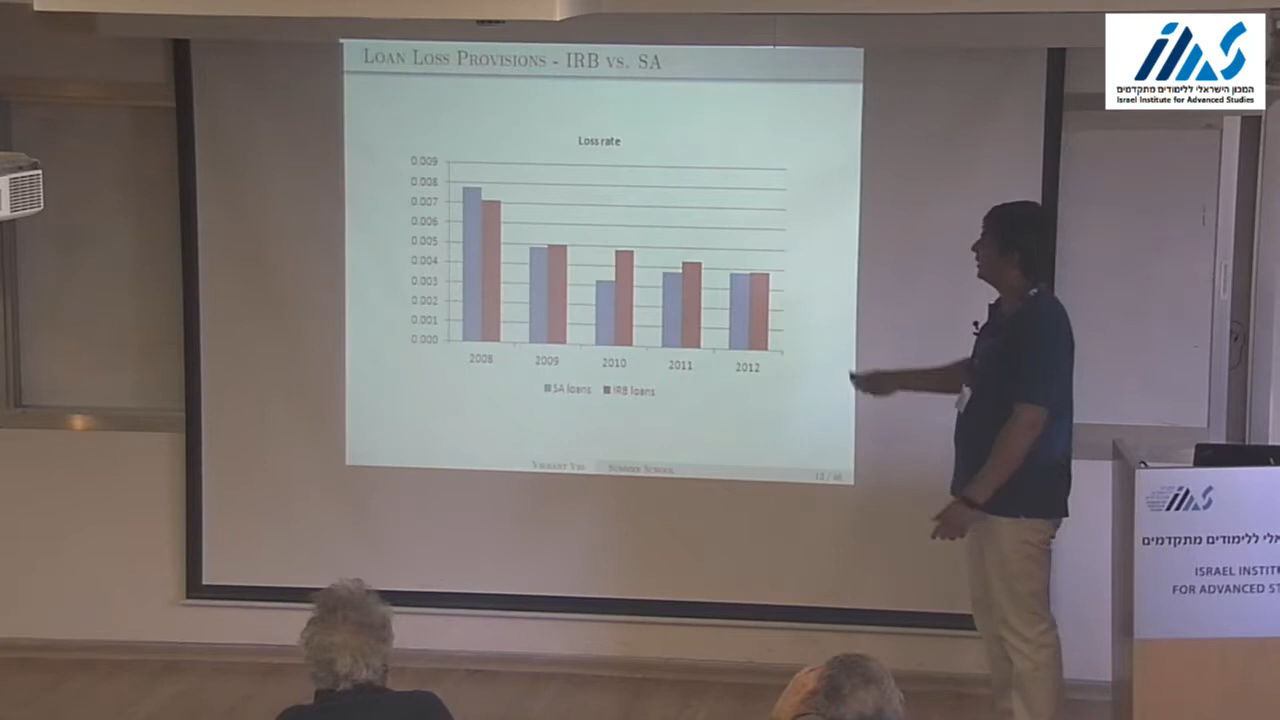 LOAN LOSS PROVISIONS - IRB VS. SA
Loss rate
0.009
0.008
0.007
0.006
0.005
0.004
0.003
0.002
0.001
0.000
2008 2009 2010 2011 2012
SA loans IRB loans
SUMMER SCHOOL
המכון הישראלי ללימודים מתקדמים
Israel Institute for Advanced Studies
אלי ללימודים מתקדמים
ISRAEL INSTIT
FOR ADVANCED ST